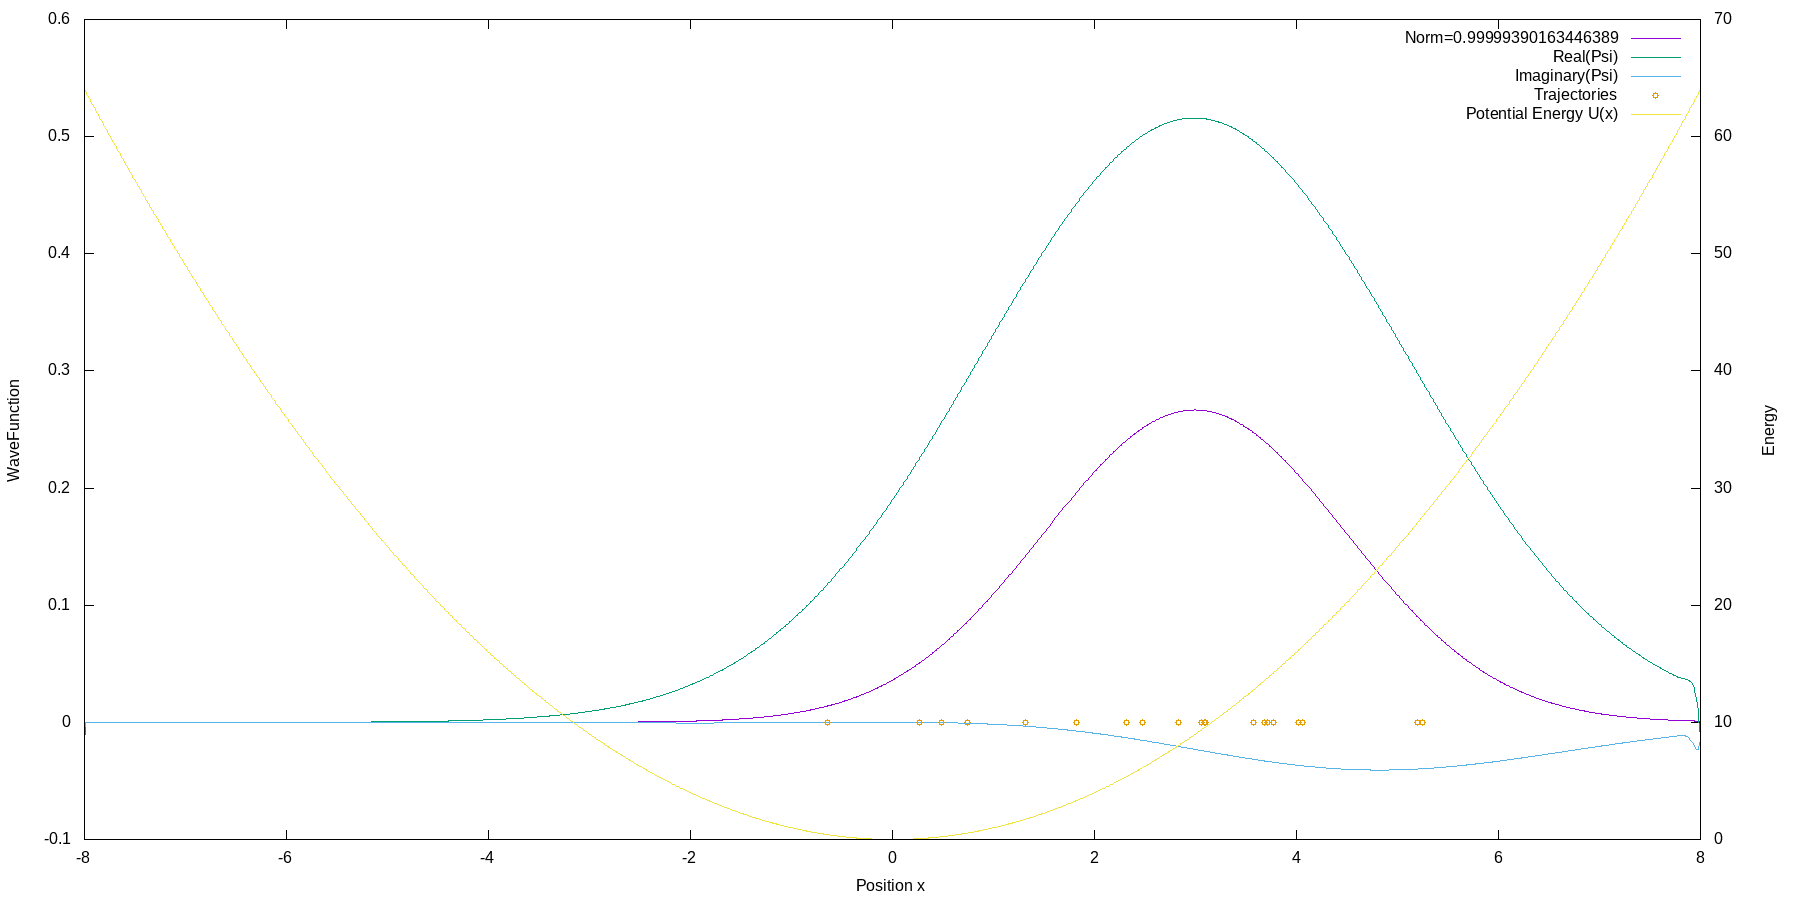 0.6
0.5
0.4
0.3
0.2
0.1
0
-0.1
WaveFunction
70
60
50
40
30
20
10
0
Energy
Norm=0.99999390163446389
Real(Psi)
Imaginary(Psi)
Trajectories
Potential Energy U(x)
-8 -6 -4 -2 0 2 4 6 8
Position x